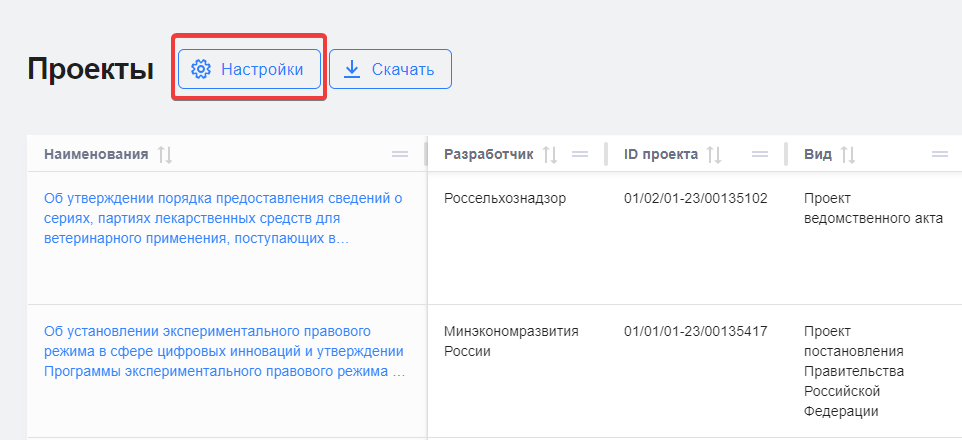 Проекты
Настройки
Скачать
Наименования
Разработчик
ID проекта
Вид
Об утверждении порядка предоставления сведений о
сериях, партиях лекарственных средств для
ветеринарного применения, поступающих в…
Россельхознадзор
01/02/01-23/00135102
Проект
ведомственного акта
Об установлении экспериментального правового
режима в сфере цифровых инноваций и утверждении
Программы экспериментального правового режима …
Минэкономразвития
России
01/01/01-23/00135417
Проект
постановления
Правительства
Российской
Федерации